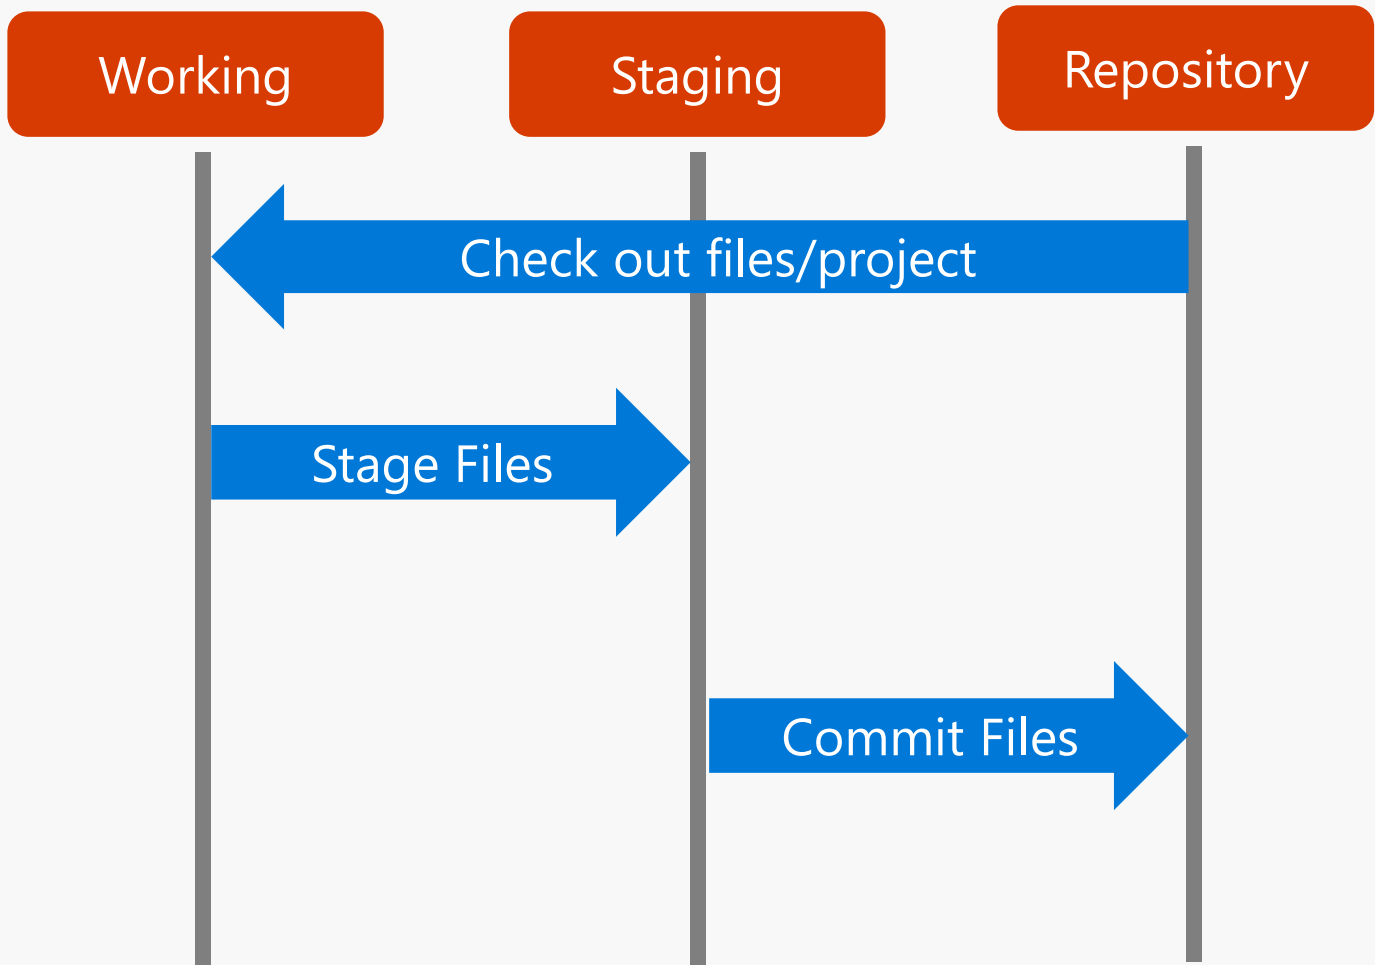 Working
Staging
Repository
Check out files/project
Stage Files
Commit Files